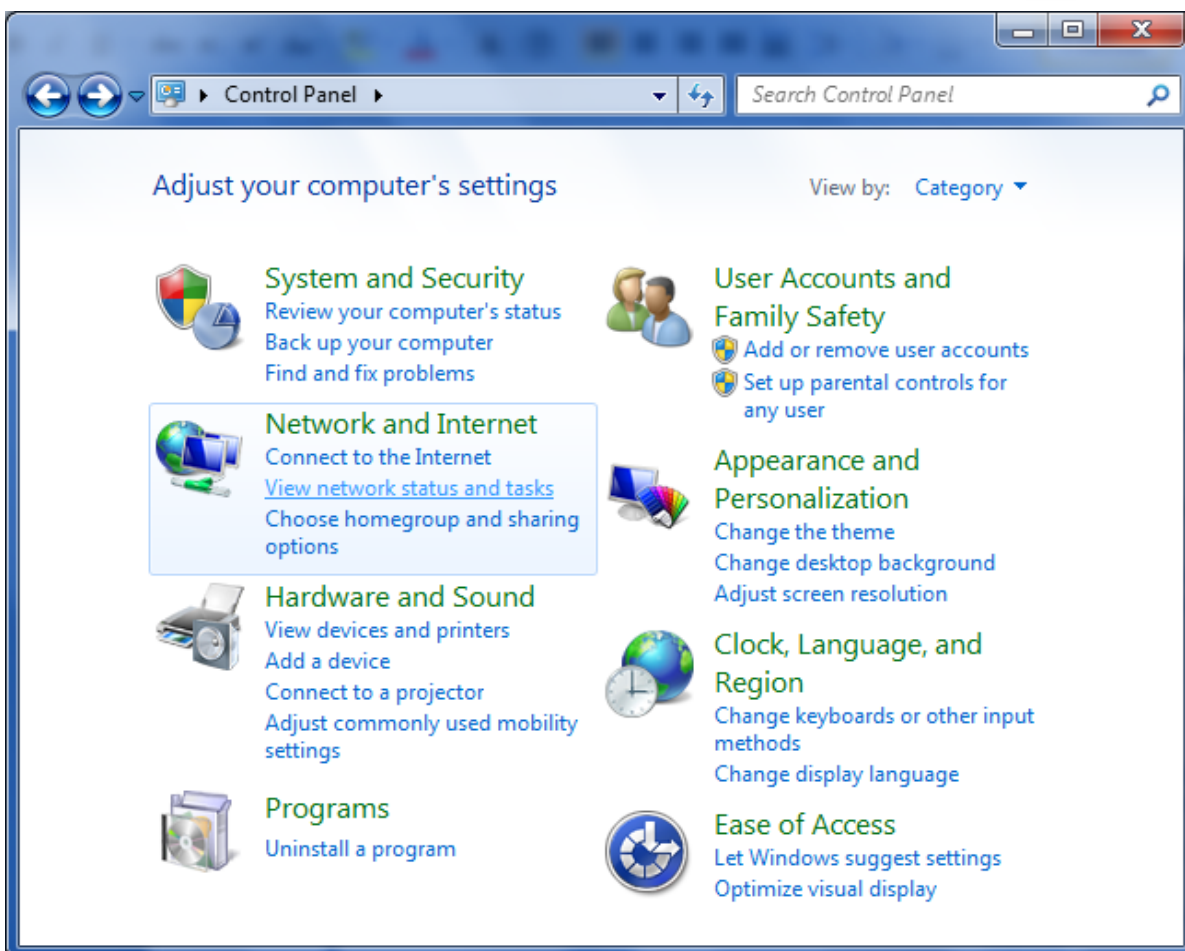 Control Panel
Search Control Panel
Adjust your computer's settings
View by: Category
System and Security
Review your computer's status
Back up your computer
Find and fix problems
Network and Internet
Connect to the Internet
View network status and tasks
Choose homegroup and sharing
options
Hardware and Sound
View devices and printers
Add a device
Connect to a projector
Adjust commonly used mobility
settings
Programs
Uninstall a program
User Accounts and
Family Safety
Add or remove user accounts
Set up parental controls for
any user
Appearance and
Personalization
Change the theme
Change desktop background
Adjust screen resolution
Clock, Language, and
Region
Change keyboards or other input
methods
Change display language
Ease of Access
Let Windows suggest settings
Optimize visual display